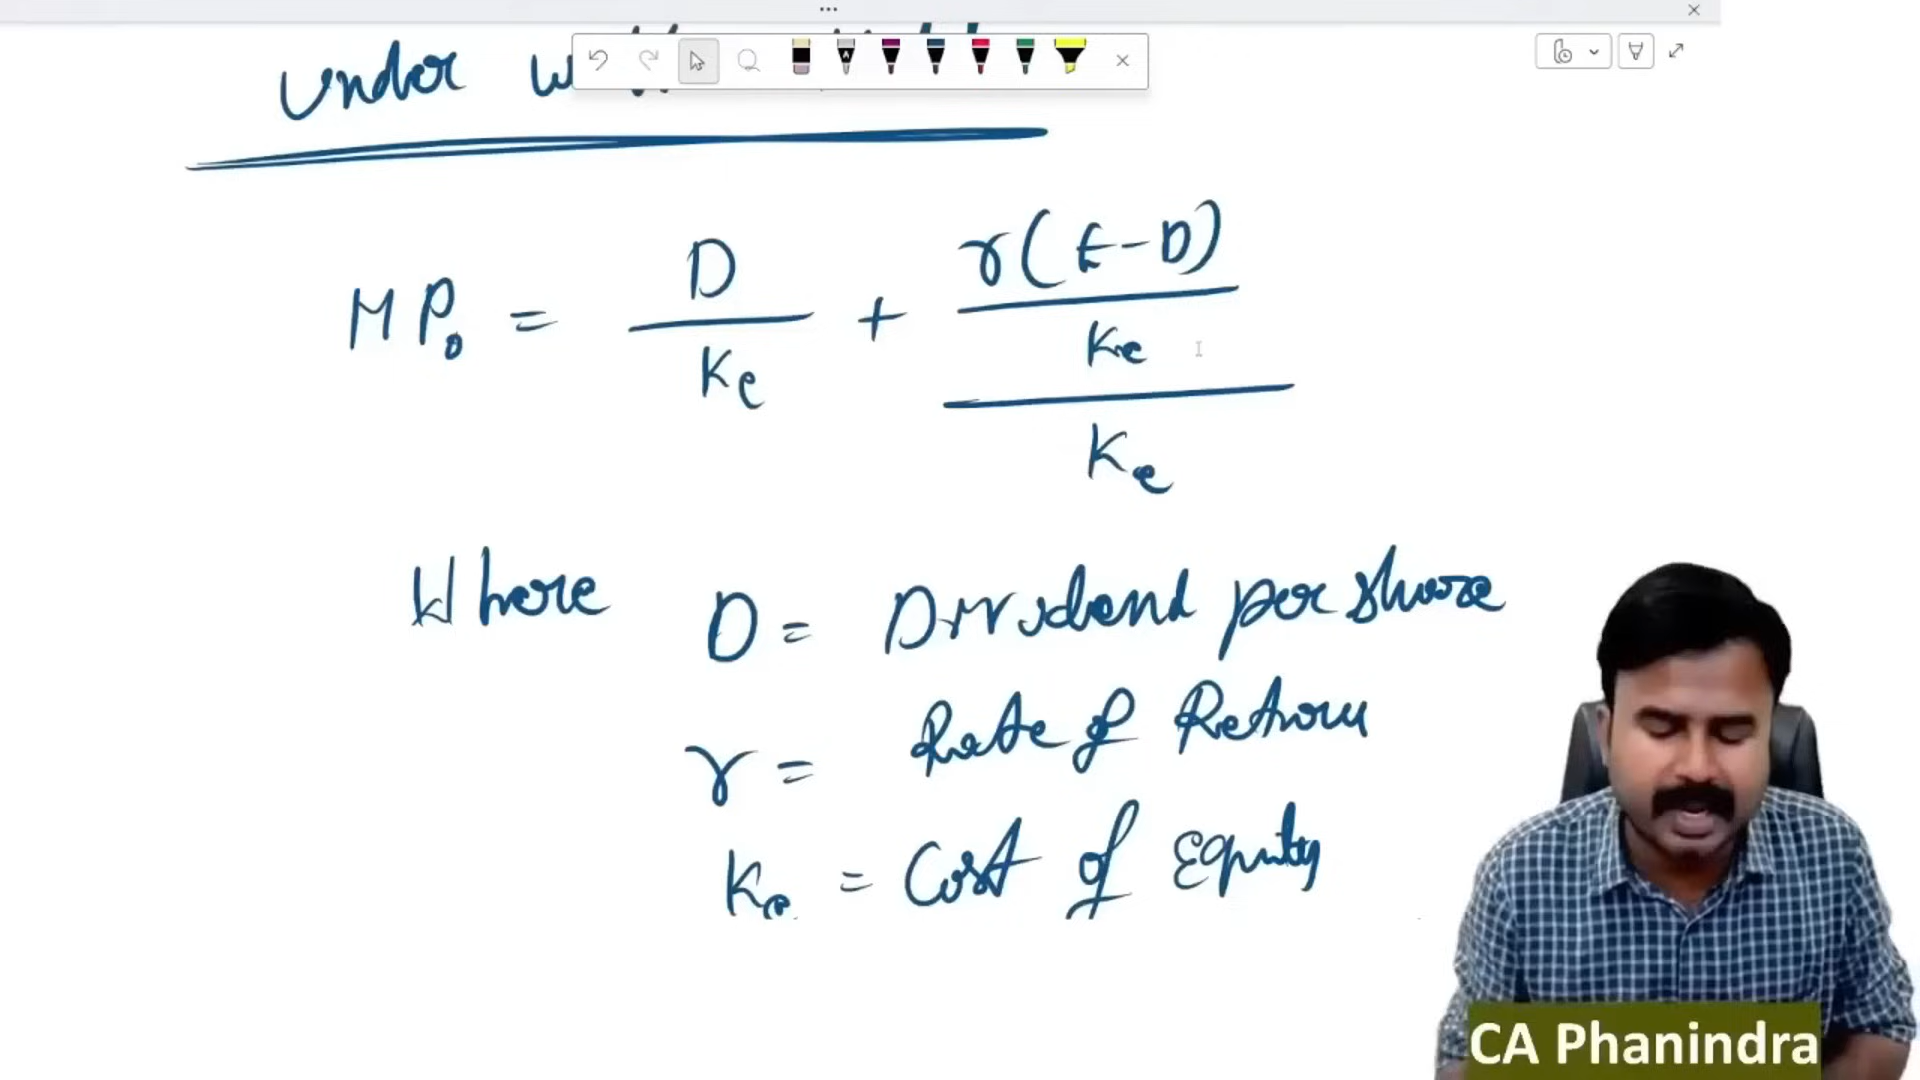 Under
MP₀ = D/Ke + (r(E-D)/Ke)/Ke
Where D = Dividend per share
r = Rate of Return
Ke = Cost of Equity
CA Phanindra